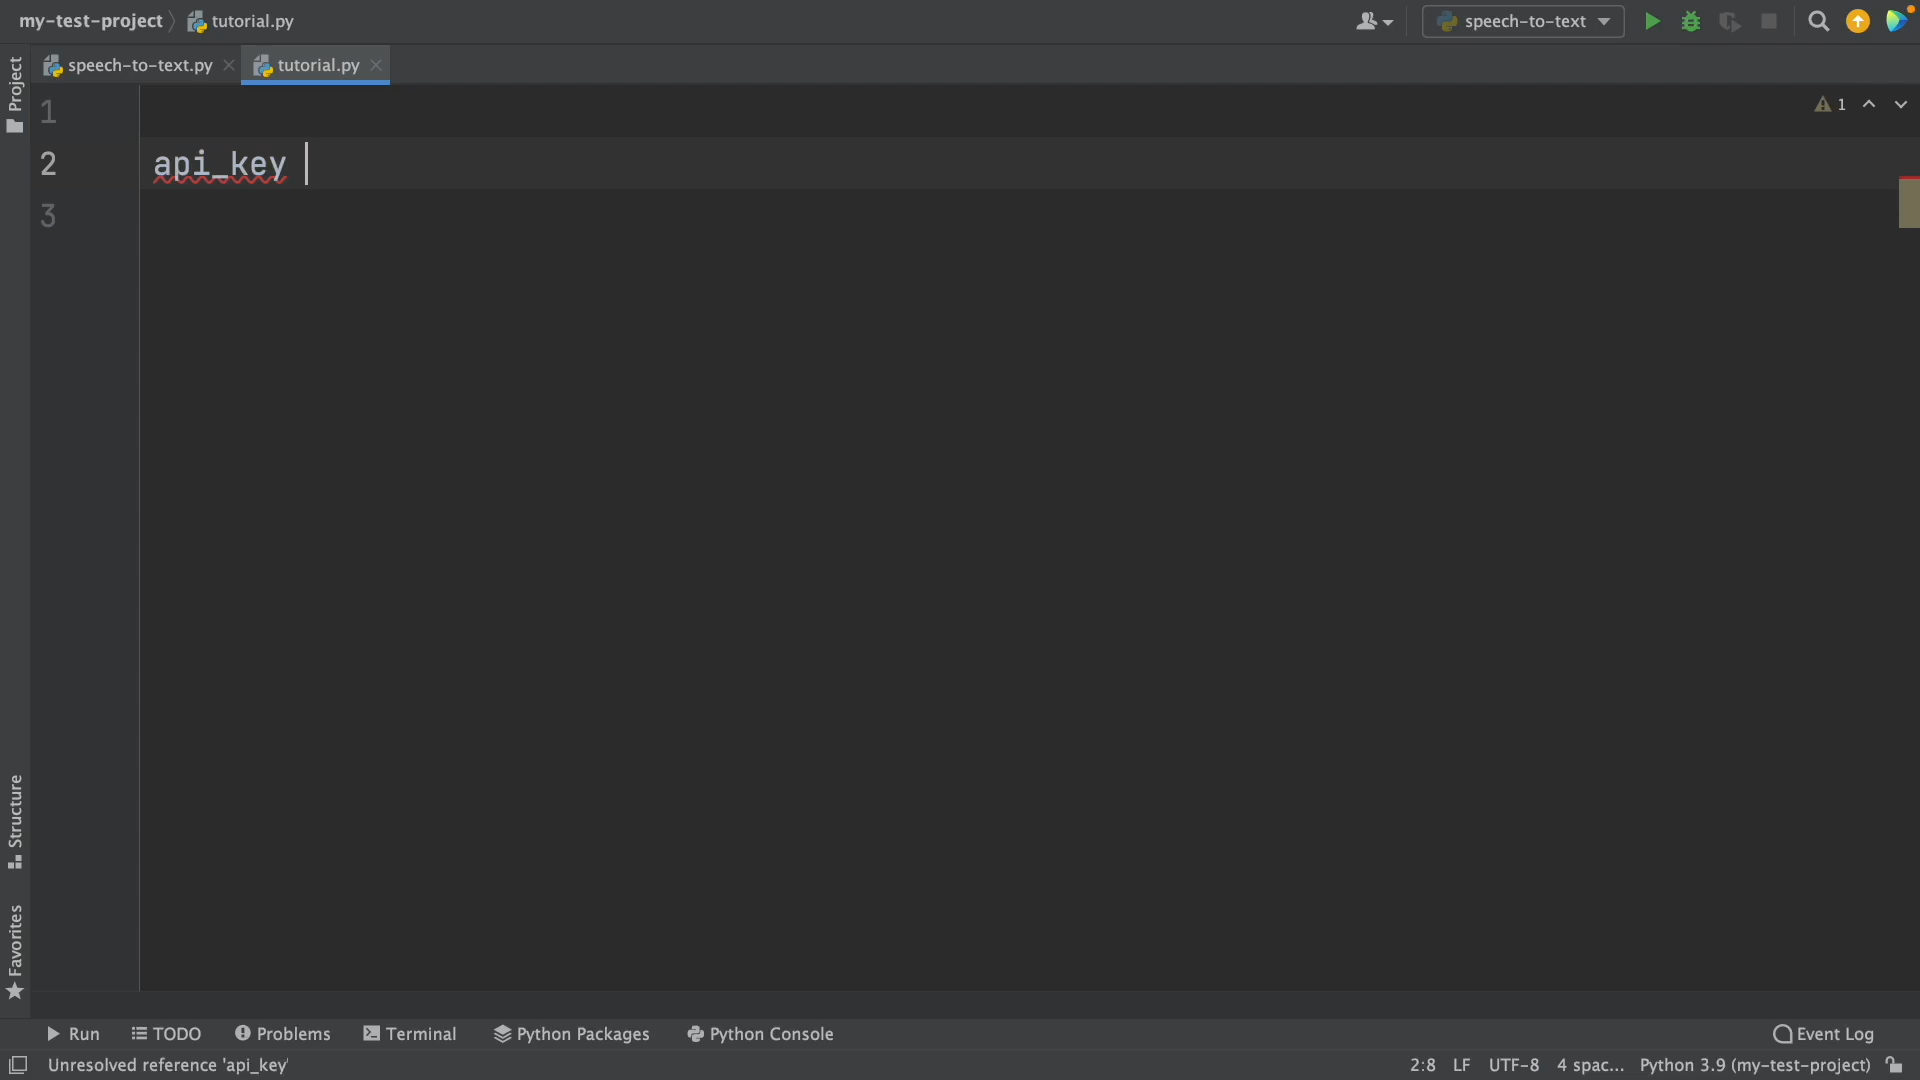 my-test-project tutorial.py speech-to-text
Project
speech-to-text.py tutorial.py
1
1
2 api_key
3
Structure
Favorites
Run TODO Problems Terminal Python Packages Python Console Event Log
Unresolved reference 'api_key' 2:8 LF UTF-8 4 spac... Python 3.9 (my-test-project)